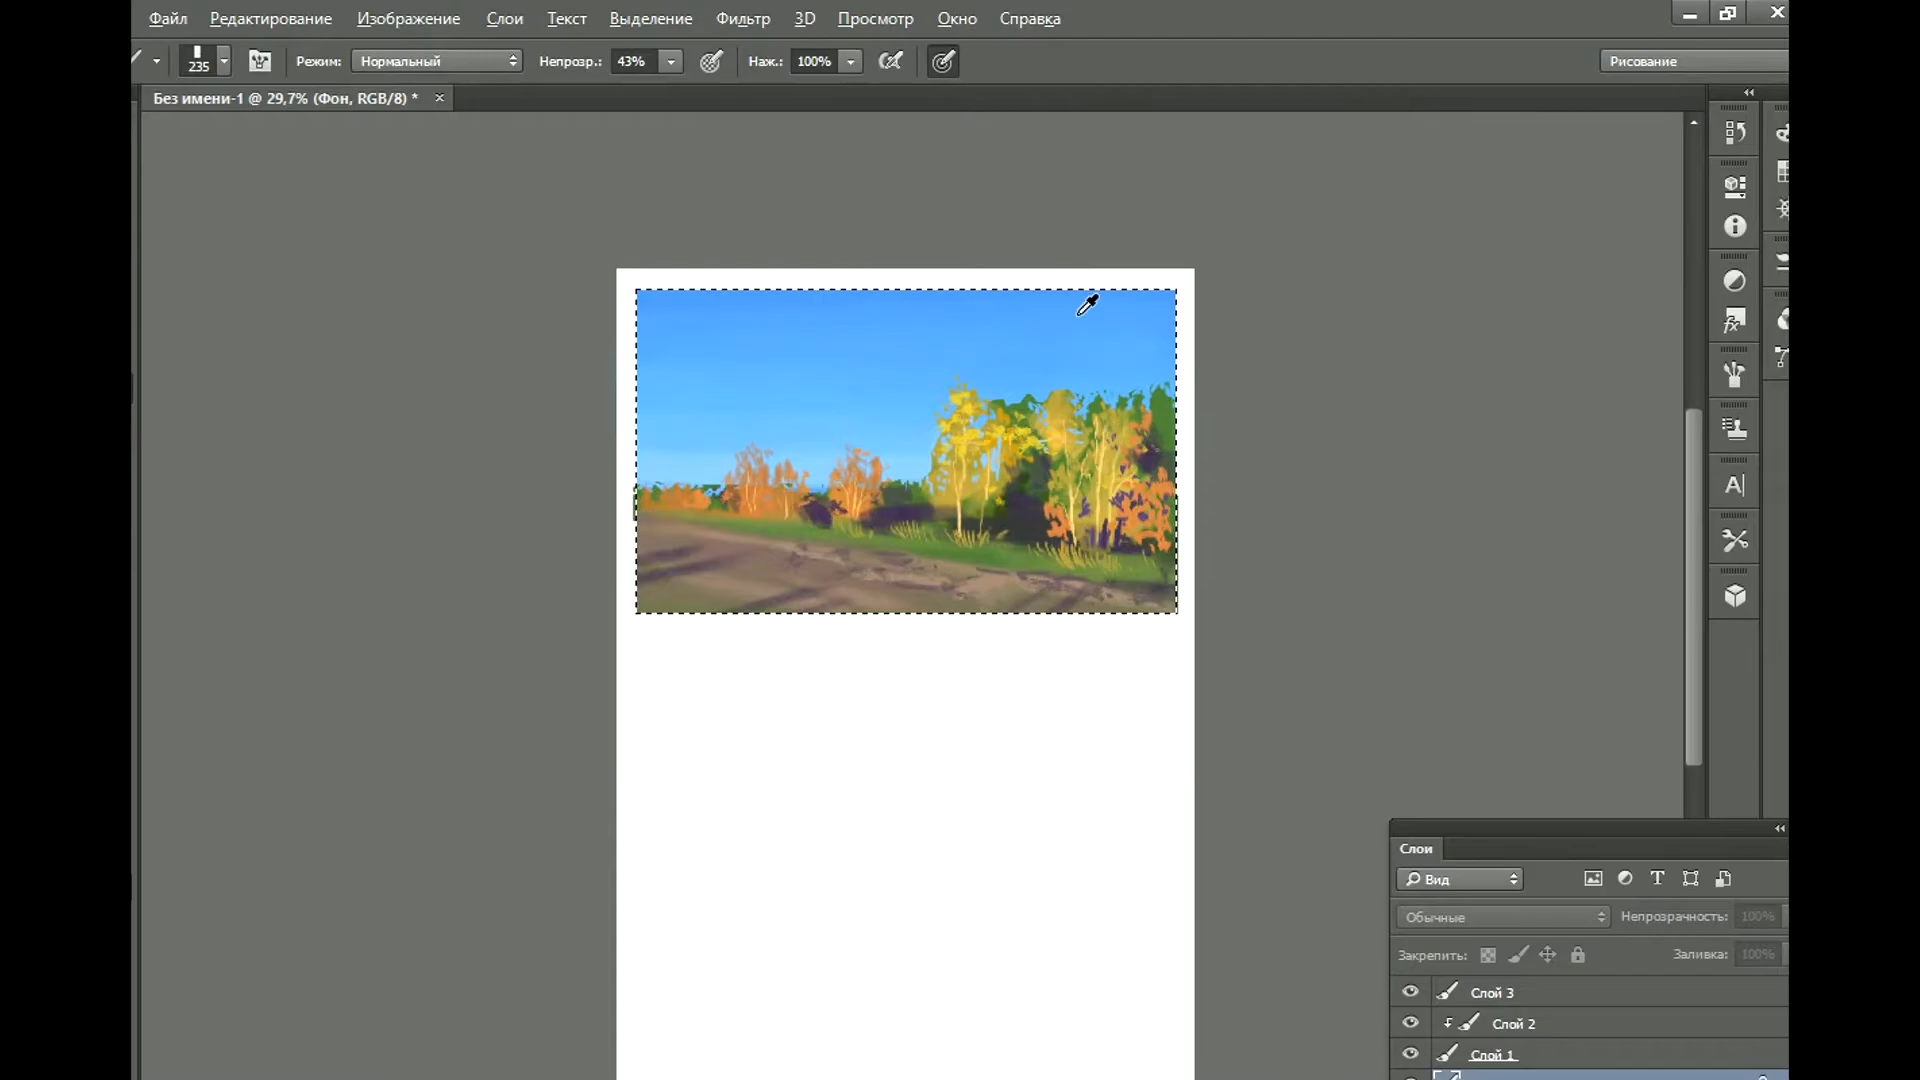 Файл Редактирование Изображение Слои Текст Выделение Фильтр 3D Просмотр Окно Справка
235 Режим: Нормальный Непрозр.: 43% Наж.: 100% Рисование
Без имени-1 @ 29,7% (Фон, RGB/8) *
Слои
Вид
Обычные Непрозрачность: 100%
Закрепить: Заливка: 100%
Слой 3
Слой 2
Слой 1